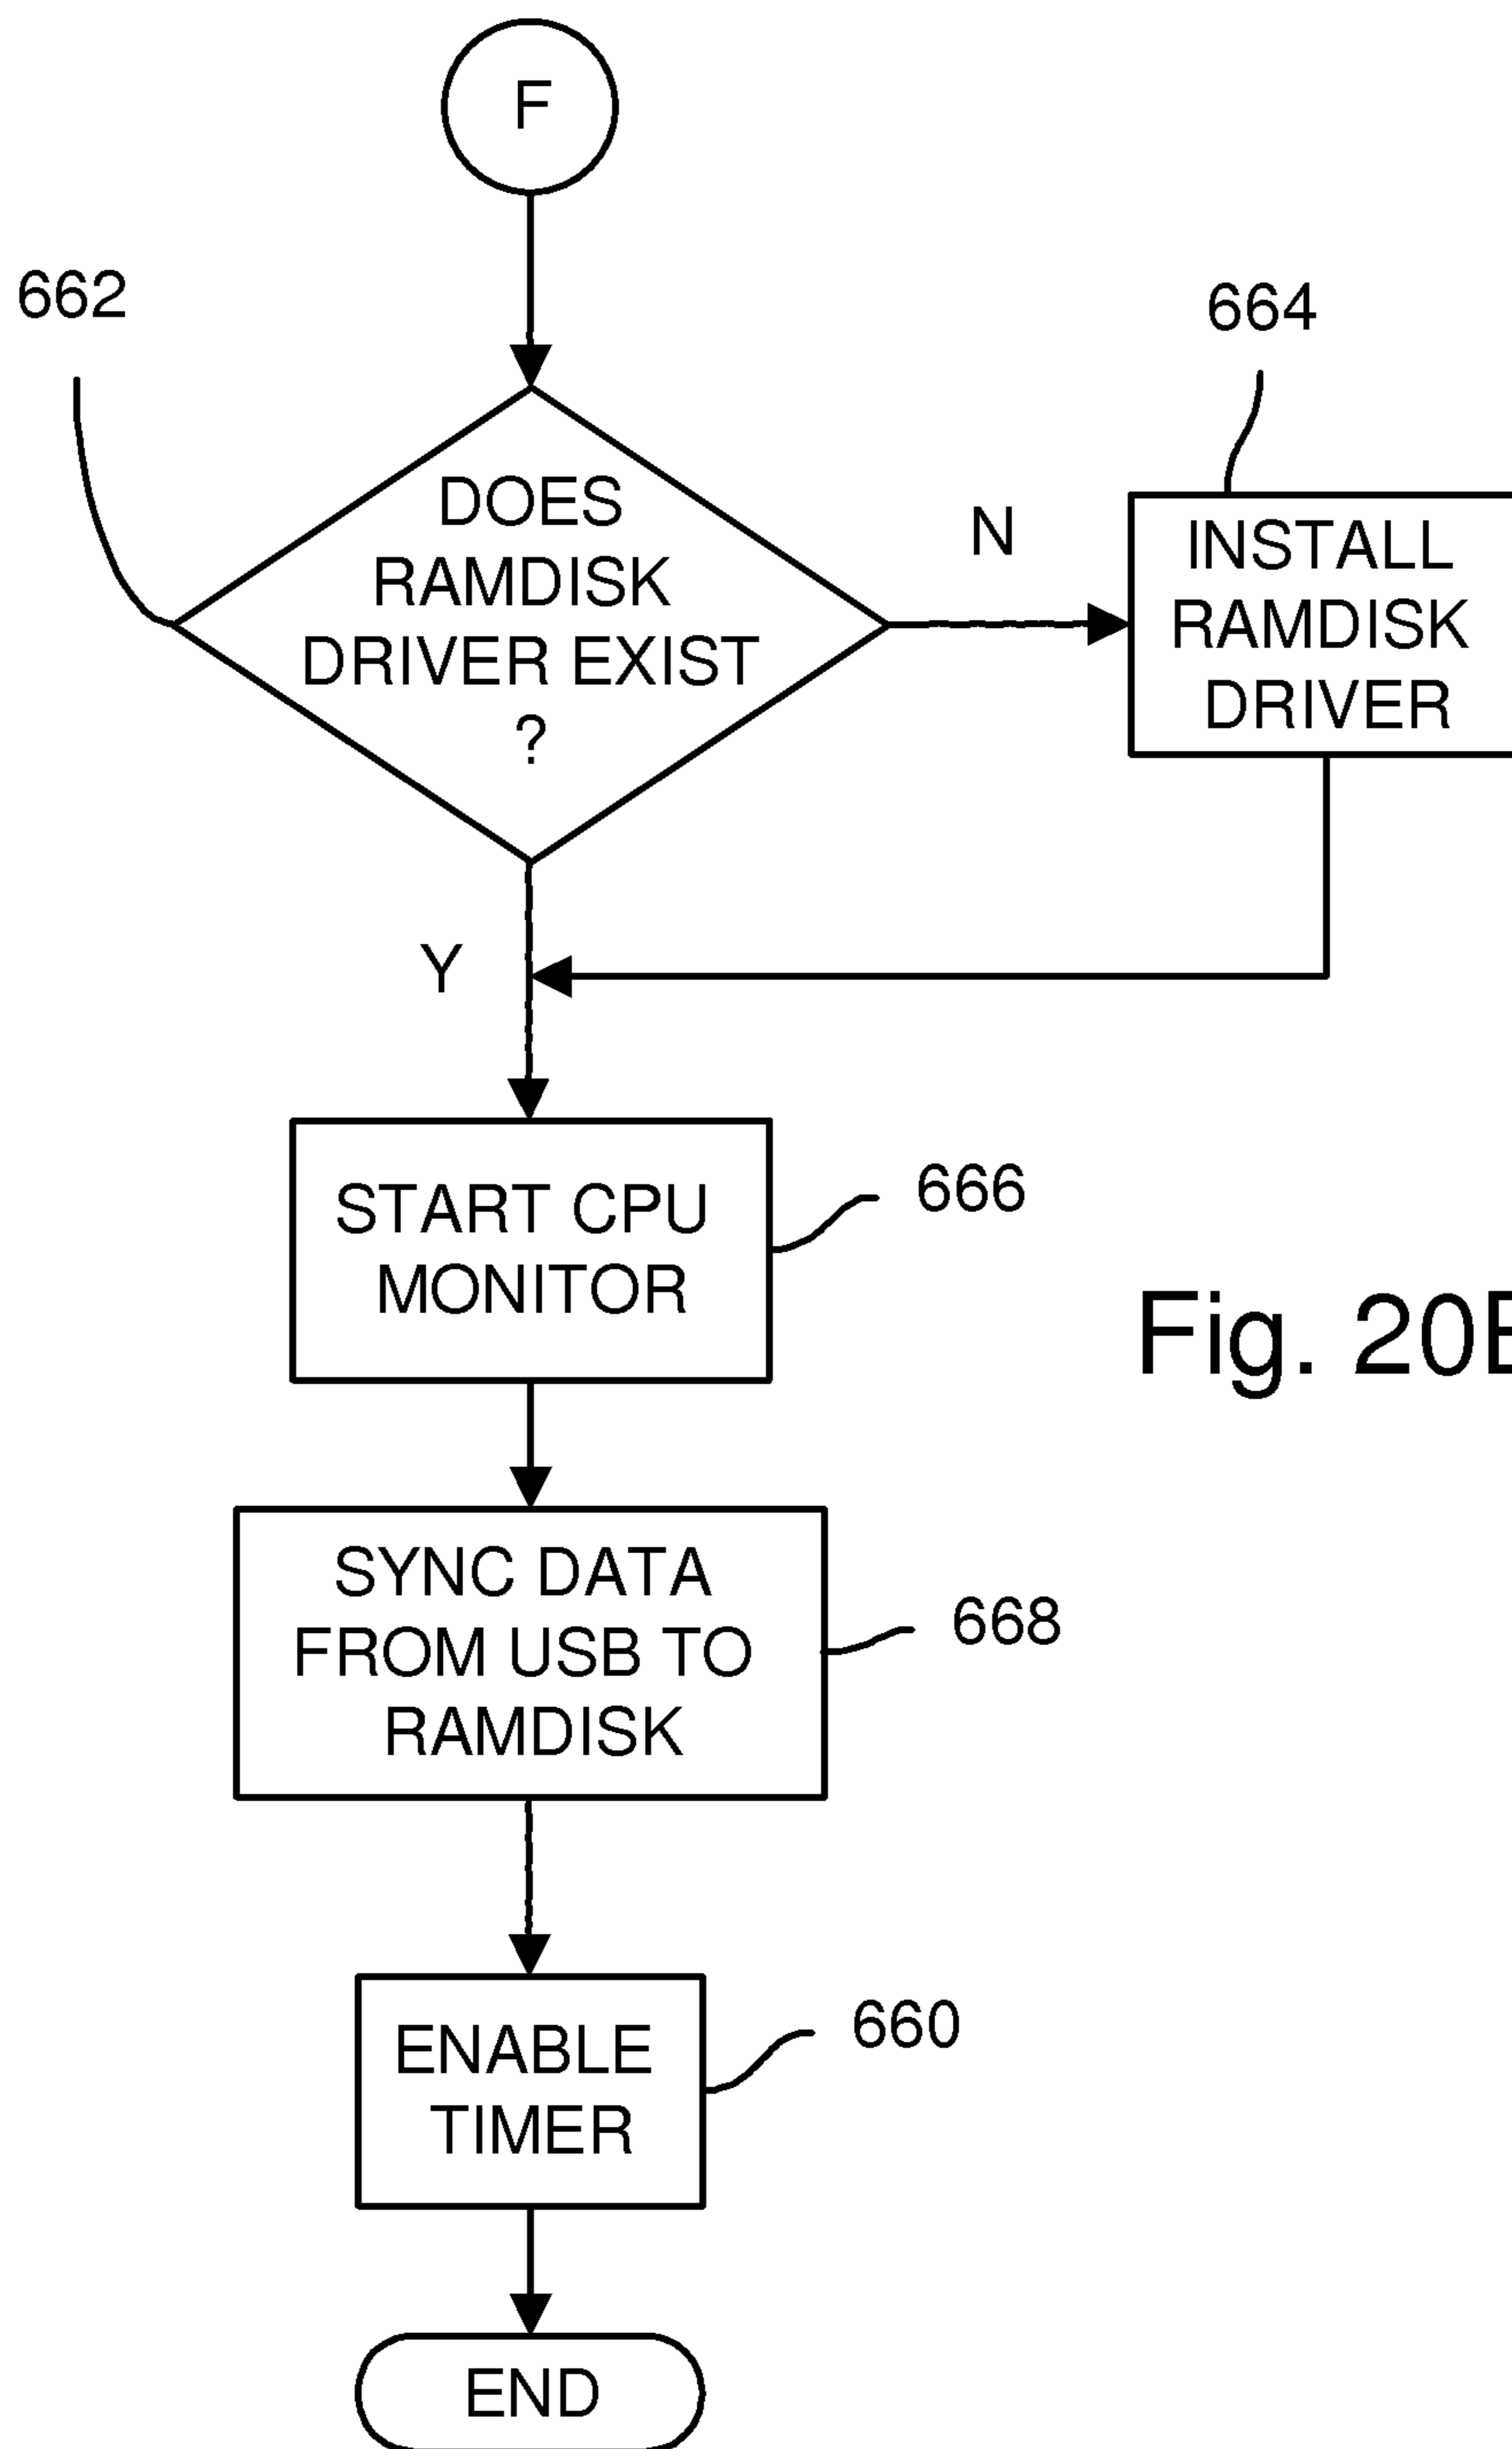 F
662
664
DOES
RAMDISK
DRIVER EXIST
?
N
INSTALL
RAMDISK
DRIVER
Y
START CPU
MONITOR
666
Fig.
SYNC DATA
FROM USB TO
RAMDISK
668
ENABLE
TIMER
660
END